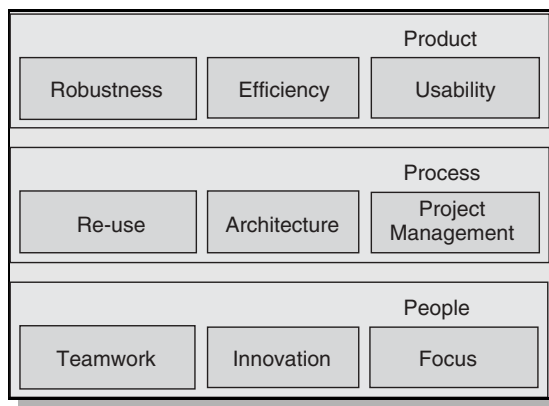 Product
Robustness
Efficiency
Usability
Process
Re-use
Architecture
Project
Management
People
Teamwork
Innovation
Focus